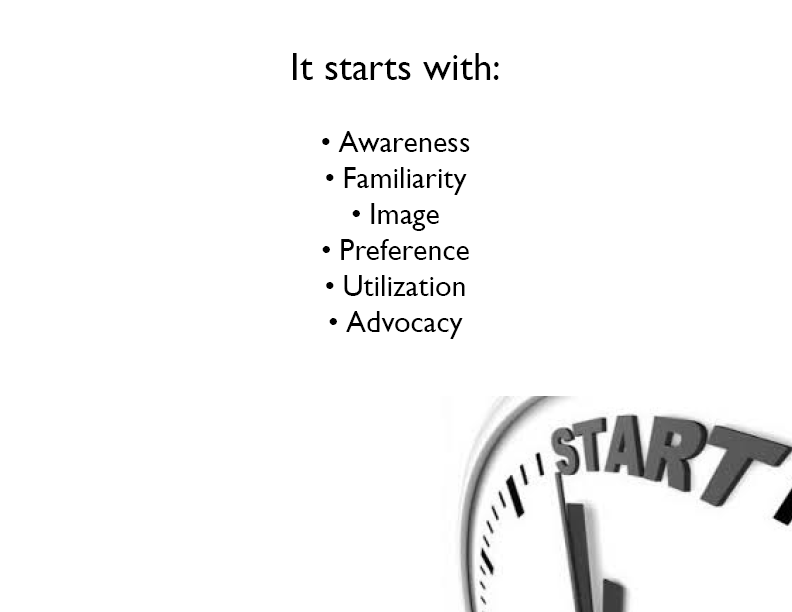 It starts with:
• Awareness
• Familiarity
• Image
• Preference
• Utilization
• Advocacy
START